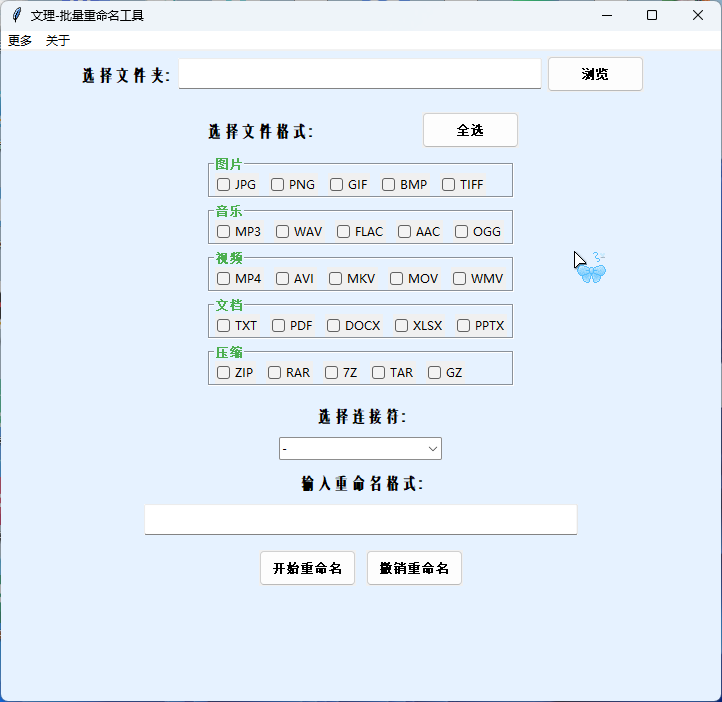 文理-批量重命名工具
更多 关于
选择文件夹: 浏览
选择文件格式: 全选
图片
JPG PNG GIF BMP TIFF
音乐
MP3 WAV FLAC AAC OGG
视频
MP4 AVI MKV MOV WMV
文档
TXT PDF DOCX XLSX PPTX
压缩
ZIP RAR 7Z TAR GZ
选择连接符:
-
输入重命名格式:
开始重命名 撤销重命名